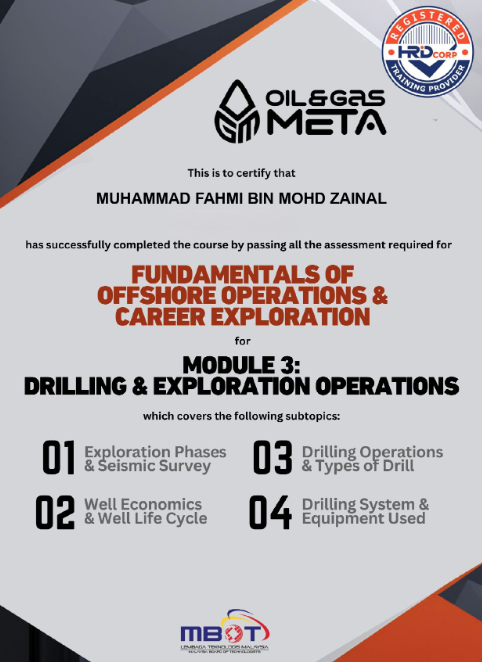 REGISTERED
HRD CORP
TRAINING PROVIDER
OIL & GAS
META
This is to certify that
MUHAMMAD FAHMI BIN MOHD ZAINAL
has successfully completed the course by passing all the assessment required for
FUNDAMENTALS OF
OFFSHORE OPERATIONS &
CAREER EXPLORATION
for
MODULE 3:
DRILLING & EXPLORATION OPERATIONS
which covers the following subtopics:
01 Exploration Phases
& Seismic Survey
03 Drilling Operations
& Types of Drill
02 Well Economics
& Well Life Cycle
04 Drilling System &
Equipment Used
MBOT
LEMBAGA TEKNOLOGIS MALAYSIA
MALAYSIA BOARD OF TECHNOLOGISTS